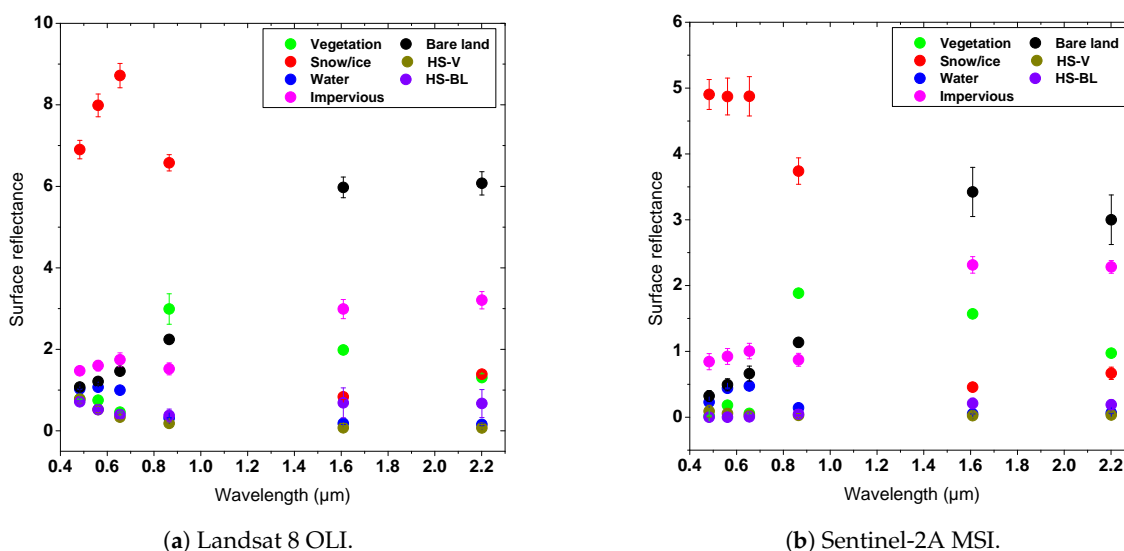 10
8
6
4
2
0
Surface reflectance
Vegetation
Snow/ice
Water
Impervious
Bare land
HS-V
HS-BL
0.4 0.6 0.8 1.0 1.2 1.4 1.6 1.8 2.0 2.2
Wavelength (μm)
(a) Landsat 8 OLI.
6
5
4
3
2
1
0
Surface reflectance
Vegetation
Snow/ice
Water
Impervious
Bare land
HS-V
HS-BL
0.4 0.6 0.8 1.0 1.2 1.4 1.6 1.8 2.0 2.2
Wavelength (μm)
(b) Sentinel-2A MSI.